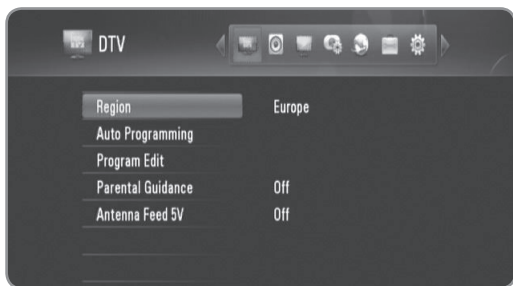 DTV
Region Europe
Auto Programming
Program Edit
Parental Guidance Off
Antenna Feed 5V Off